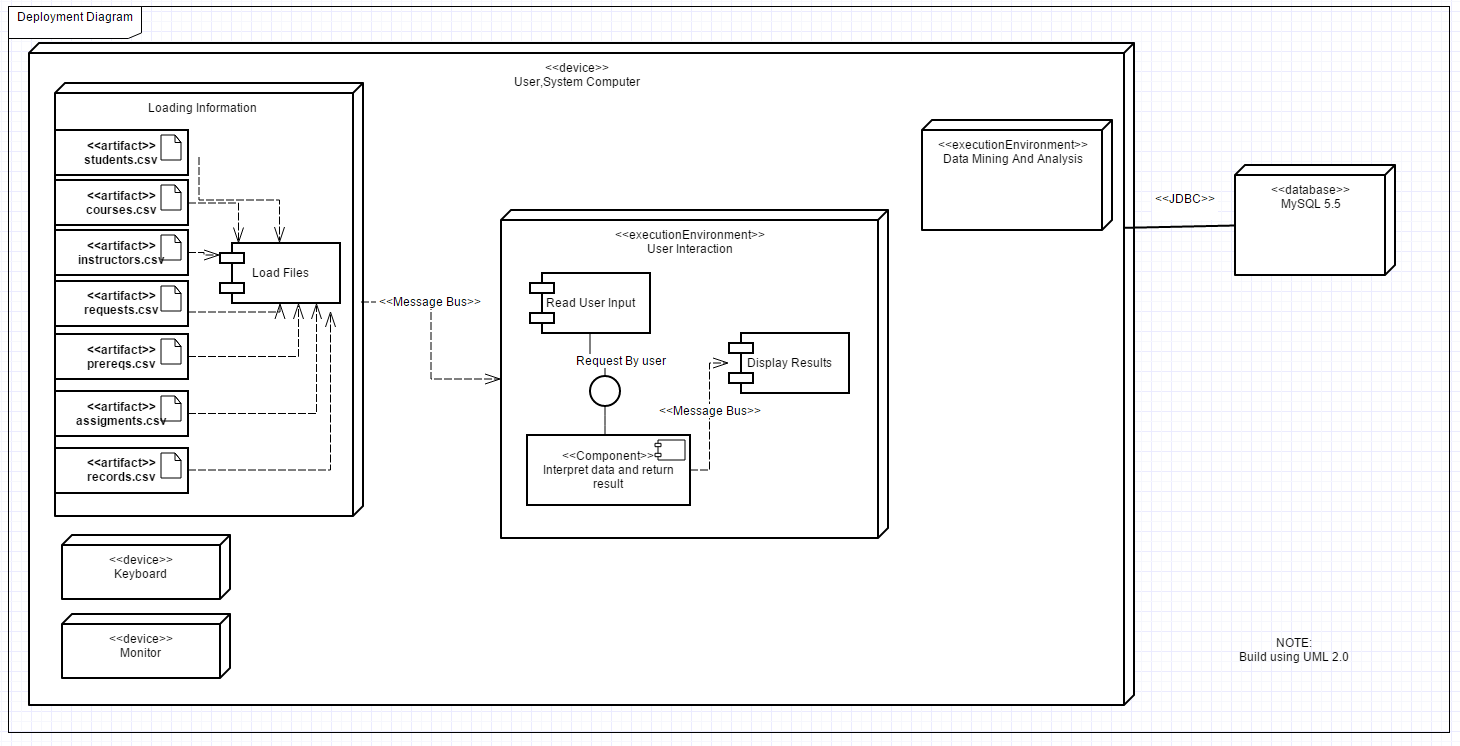 Deployment Diagram
<<device>>
User,System Computer
Loading Information
<<artifact>>
students.csv
<<artifact>>
courses.csv
<<artifact>>
instructors.csv
<<artifact>>
requests.csv
<<artifact>>
prereqs.csv
<<artifact>>
assigments.csv
<<artifact>>
records.csv
Load Files
<<Message Bus>>
<<executionEnvironment>>
User Interaction
Read User Input
Request By user
Display Results
<<Message Bus>>
<<Component>>
Interpret data and return
result
<<executionEnvironment>>
Data Mining And Analysis
<<JDBC>>
<<database>>
MySQL 5.5
<<device>>
Keyboard
<<device>>
Monitor
NOTE:
Build using UML 2.0